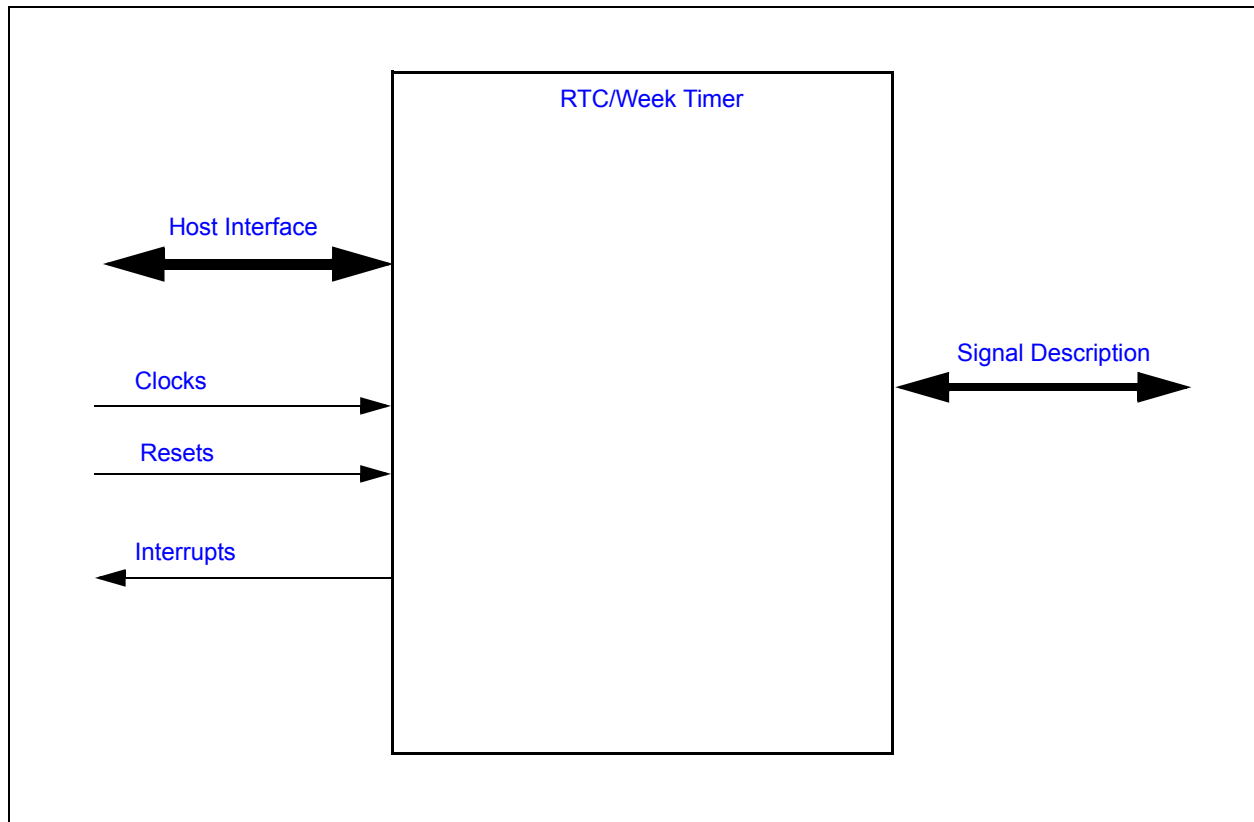 RTC/Week Timer
Host Interface
Signal Description
Clocks
Resets
Interrupts